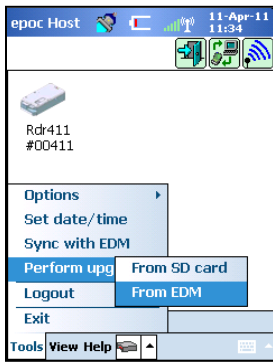 epoc Host
11-Apr-11
11:34
Rdr411
#00411
Options
Set date/time
Sync with EDM
Perform upg
From SD card
Logout
From EDM
Exit
Tools View Help